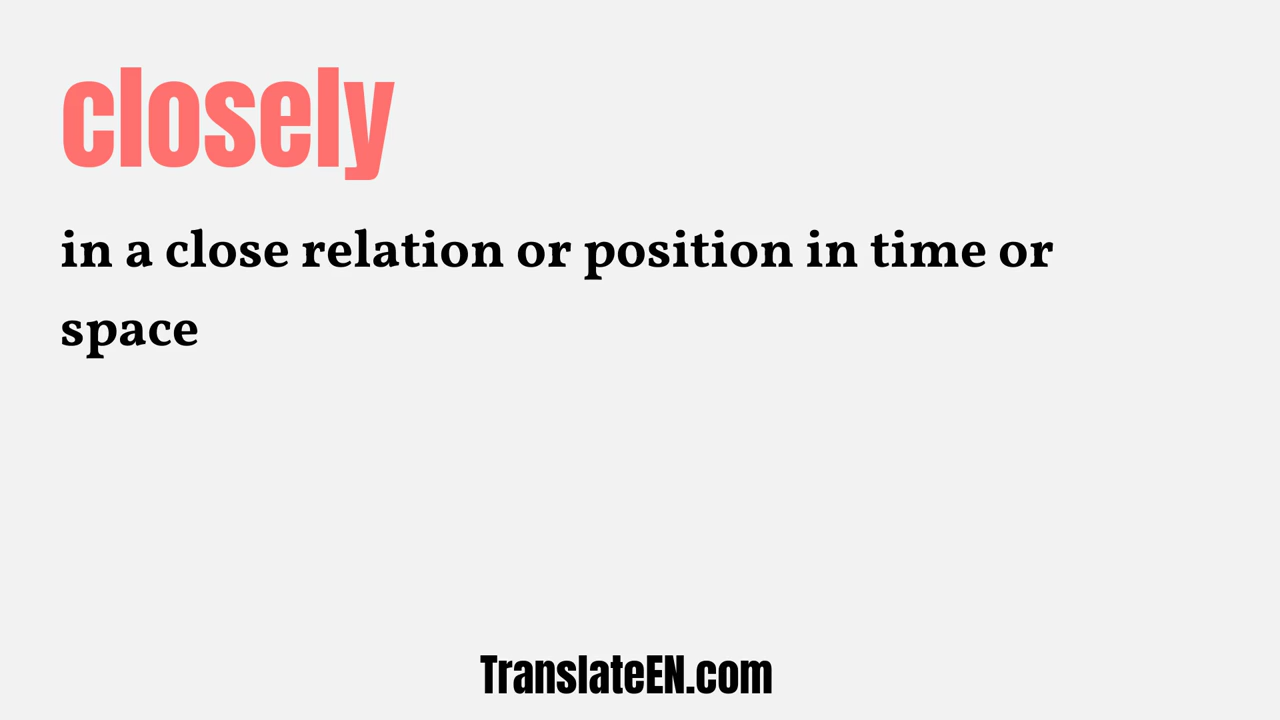 closely
in a close relation or position in time or
space
TranslateEN.com